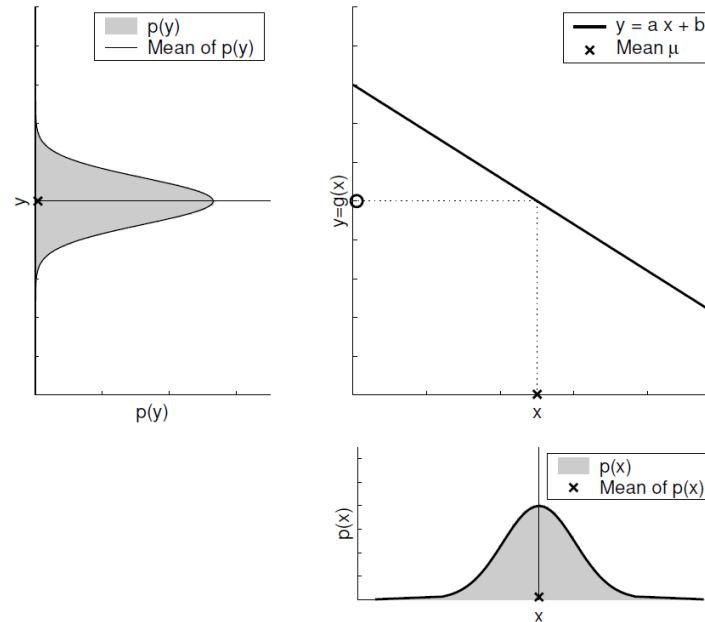 p(y)
Mean of p(y)
y
p(y)
y = a x + b
Mean μ
y=g(x)
x
p(x)
Mean of p(x)
p(x)
x